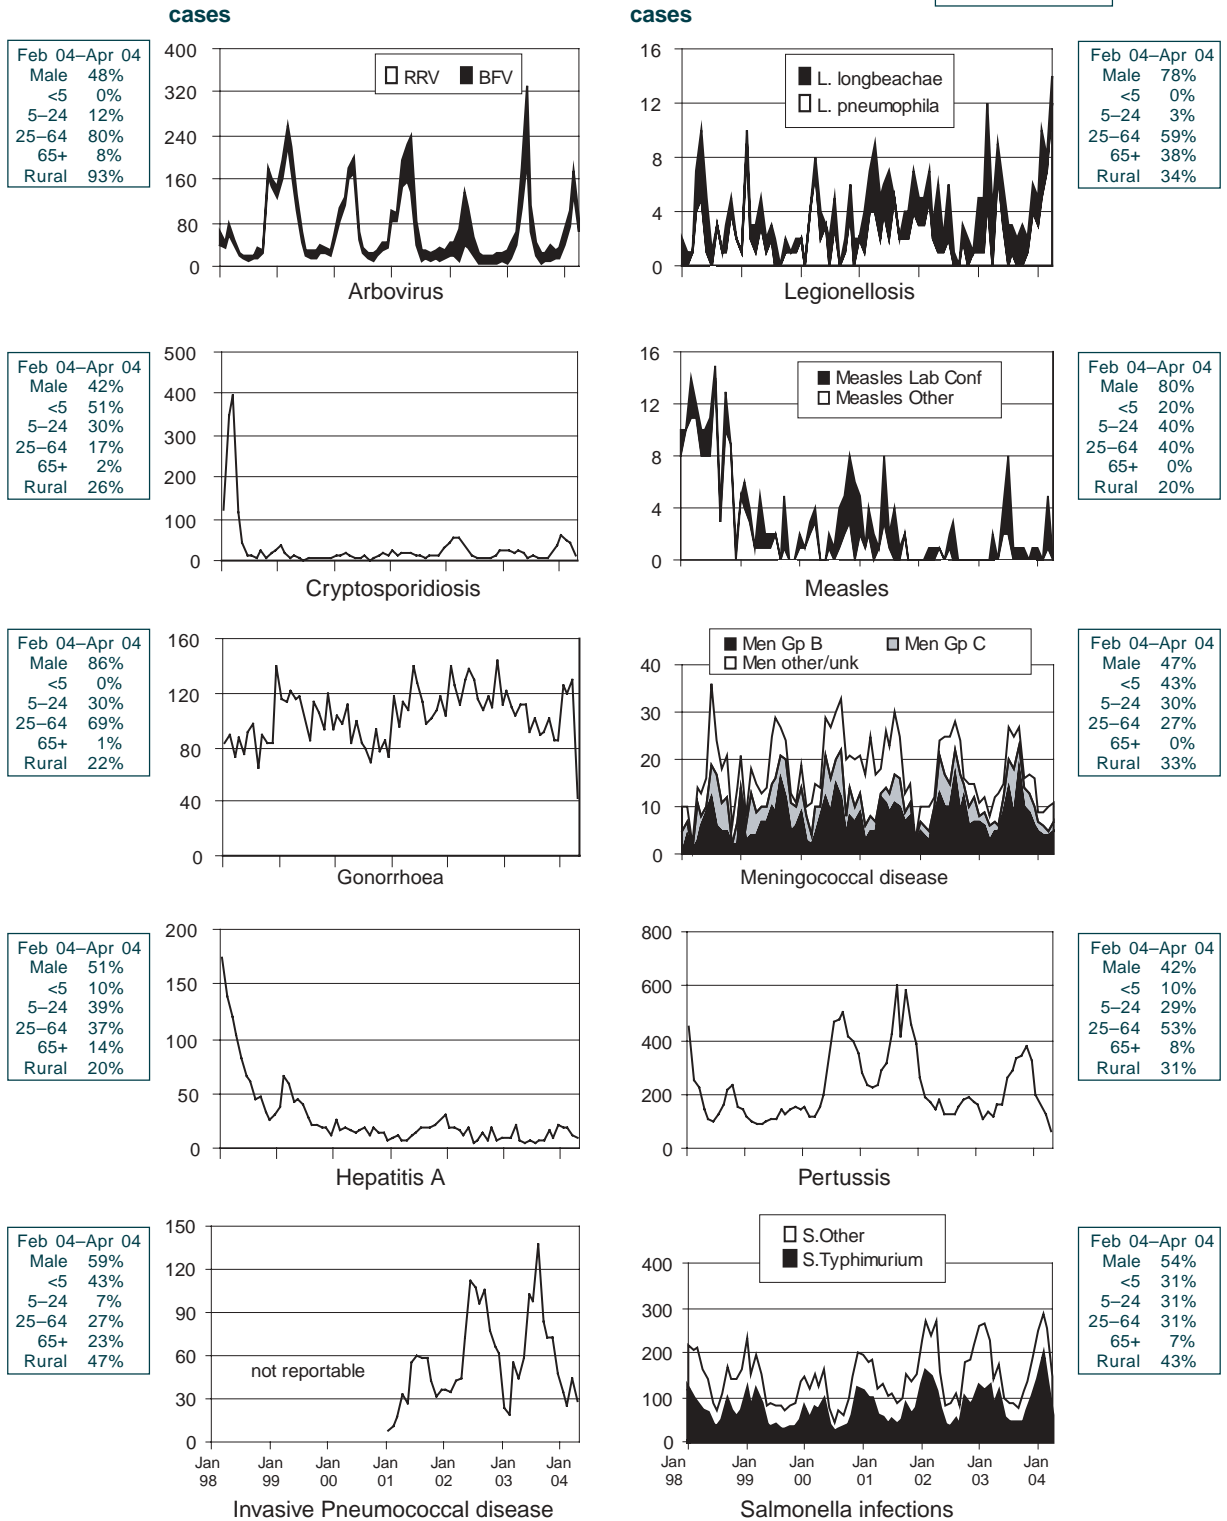 cases
Feb 04–Apr 04
Male 48%
<5 0%
5–24 12%
25–64 80%
65+ 8%
Rural 93%
400
320
240
160
80
0
RRV BFV
Arbovirus
cases
16
12
8
4
0
L. longbeachae
L. pneumophila
Legionellosis
Feb 04–Apr 04
Male 78%
<5 0%
5–24 3%
25–64 59%
65+ 38%
Rural 34%
Feb 04–Apr 04
Male 42%
<5 51%
5–24 30%
25–64 17%
65+ 2%
Rural 26%
500
400
300
200
100
0
Cryptosporidiosis
16
12
8
4
0
Measles Lab Conf
Measles Other
Measles
Feb 04–Apr 04
Male 80%
<5 20%
5–24 40%
25–64 40%
65+ 0%
Rural 20%
Feb 04–Apr 04
Male 86%
<5 0%
5–24 30%
25–64 69%
65+ 1%
Rural 22%
160
120
80
40
0
Gonorrhoea
Men Gp B Men Gp C
Men other/unk
40
30
20
10
0
Meningococcal disease
Feb 04–Apr 04
Male 47%
<5 43%
5–24 30%
25–64 27%
65+ 0%
Rural 33%
Feb 04–Apr 04
Male 51%
<5 10%
5–24 39%
25–64 37%
65+ 14%
Rural 20%
200
150
100
50
0
Hepatitis A
800
600
400
200
0
Pertussis
Feb 04–Apr 04
Male 42%
<5 10%
5–24 29%
25–64 53%
65+ 8%
Rural 31%
Feb 04–Apr 04
Male 59%
<5 43%
5–24 7%
25–64 27%
65+ 23%
Rural 47%
150
120
90
60
30
0
not reportable
Jan Jan Jan Jan Jan Jan Jan
98 99 00 01 02 03 04
Invasive Pneumococcal disease
S.Other
S.Typhimurium
400
300
200
100
0
Jan Jan Jan Jan Jan Jan Jan
98 99 00 01 02 03 04
Salmonella infections
Feb 04–Apr 04
Male 54%
<5 31%
5–24 31%
25–64 31%
65+ 7%
Rural 43%